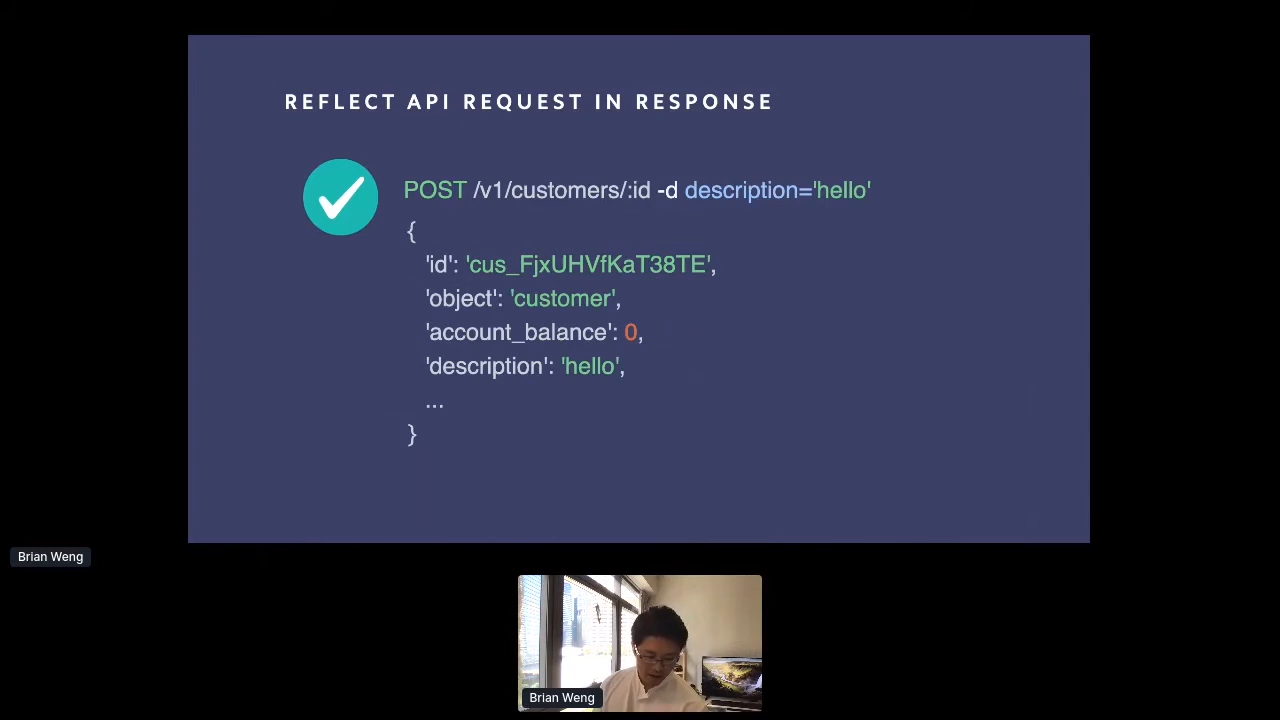 REFLECT API REQUEST IN RESPONSE
POST /v1/customers/:id -d description='hello'
{
'id': 'cus_FjxUHVfKaT38TE',
'object': 'customer',
'account_balance': 0,
'description': 'hello',
...
}
Brian Weng
Brian Weng